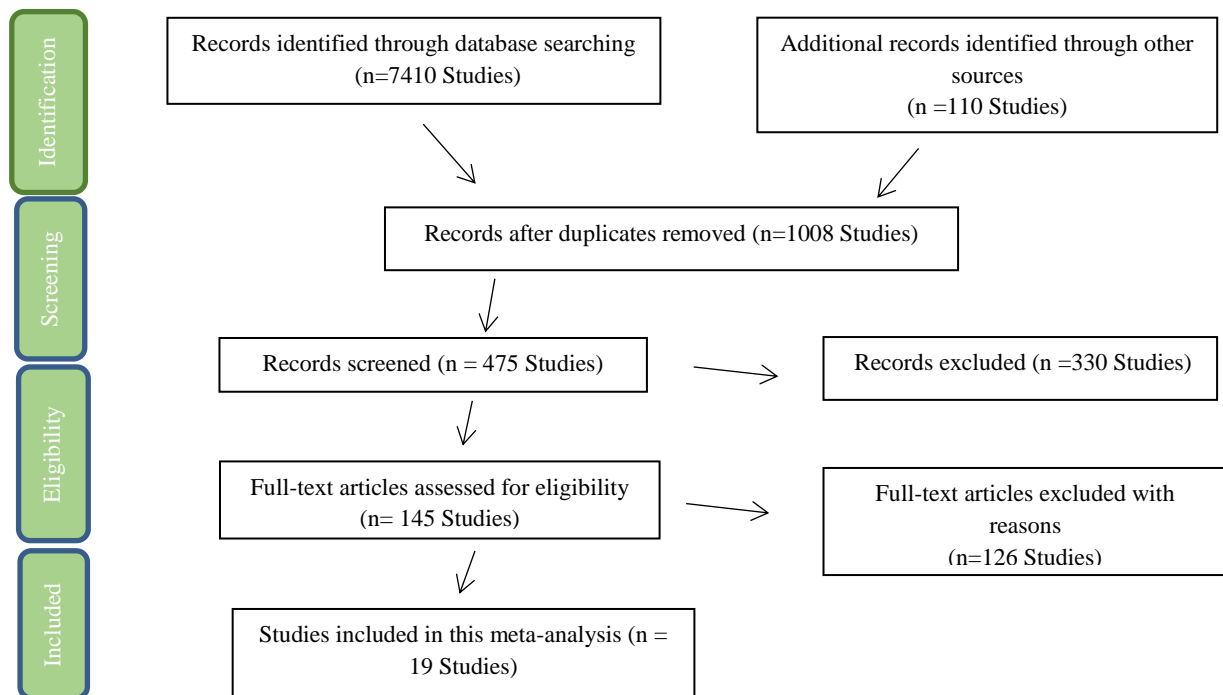 Identification
Records identified through database searching
(n=7410 Studies)
Additional records identified through other
sources
(n =110 Studies)
Screening
Records after duplicates removed (n=1008 Studies)
Records screened (n = 475 Studies)
Records excluded (n =330 Studies)
Eligibility
Full-text articles assessed for eligibility
(n= 145 Studies)
Full-text articles excluded with
reasons
(n=126 Studies)
Included
Studies included in this meta-analysis (n =
19 Studies)